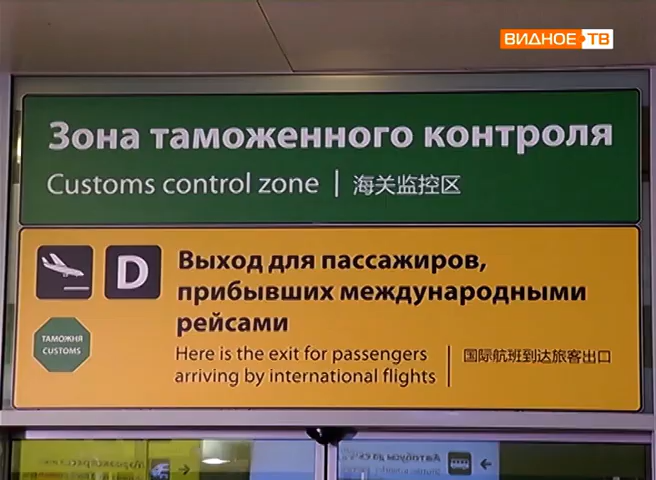 ВИДНОЕ ТВ
Зона таможенного контроля
Customs control zone | 海关监控区
D
Выход для пассажиров,
прибывших международными
рейсами
ТАМОЖНЯ
CUSTOMS
Here is the exit for passengers
arriving by international flights
国际航班到达旅客出口